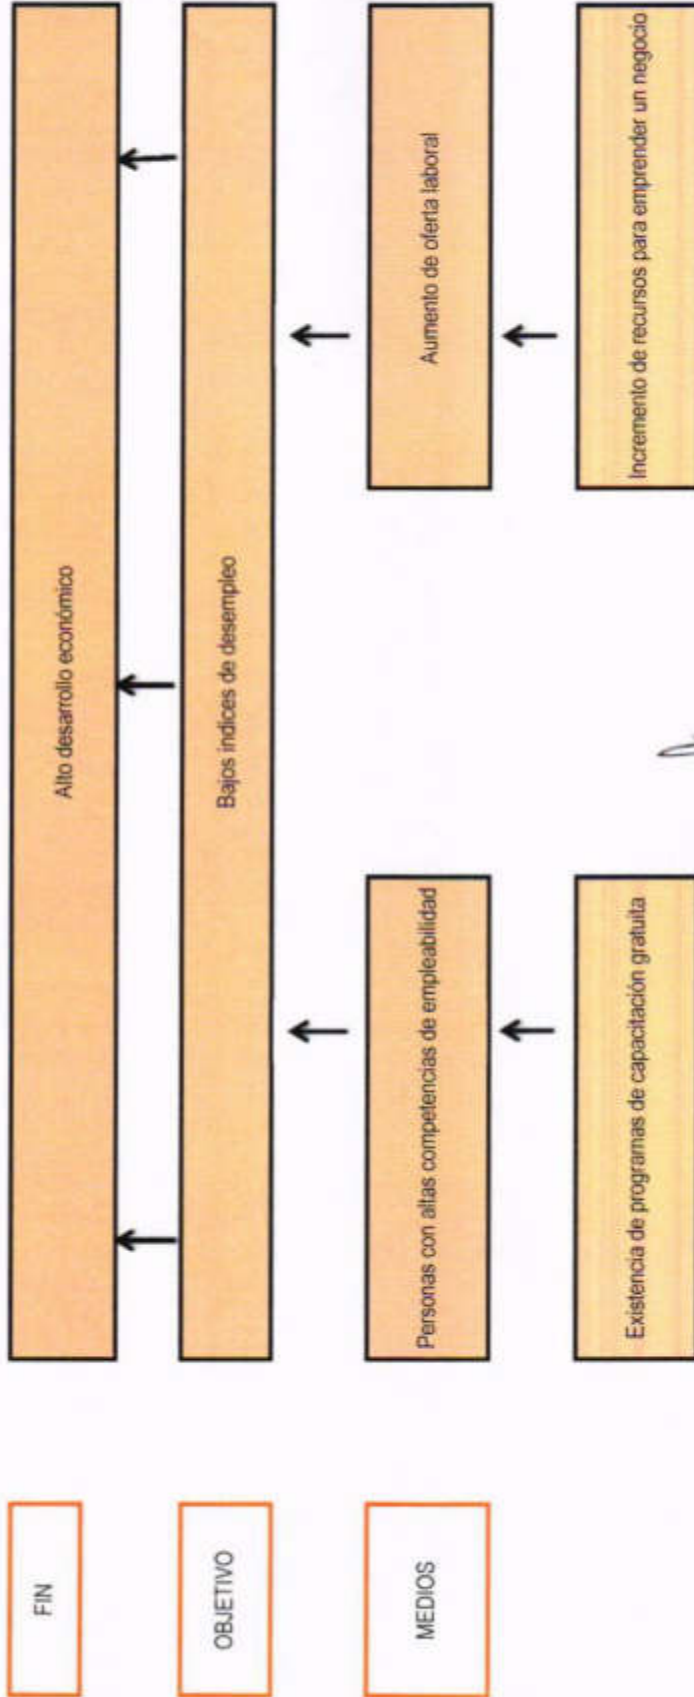 FIN
Alto desarrollo económico
OBJETIVO
Bajos índices de desempleo
MEDIOS
Personas con altas competencias de empleabilidad
Aumento de oferta laboral
Existencia de programas de capacitación gratuita
Incremento de recursos para emprender un negocio